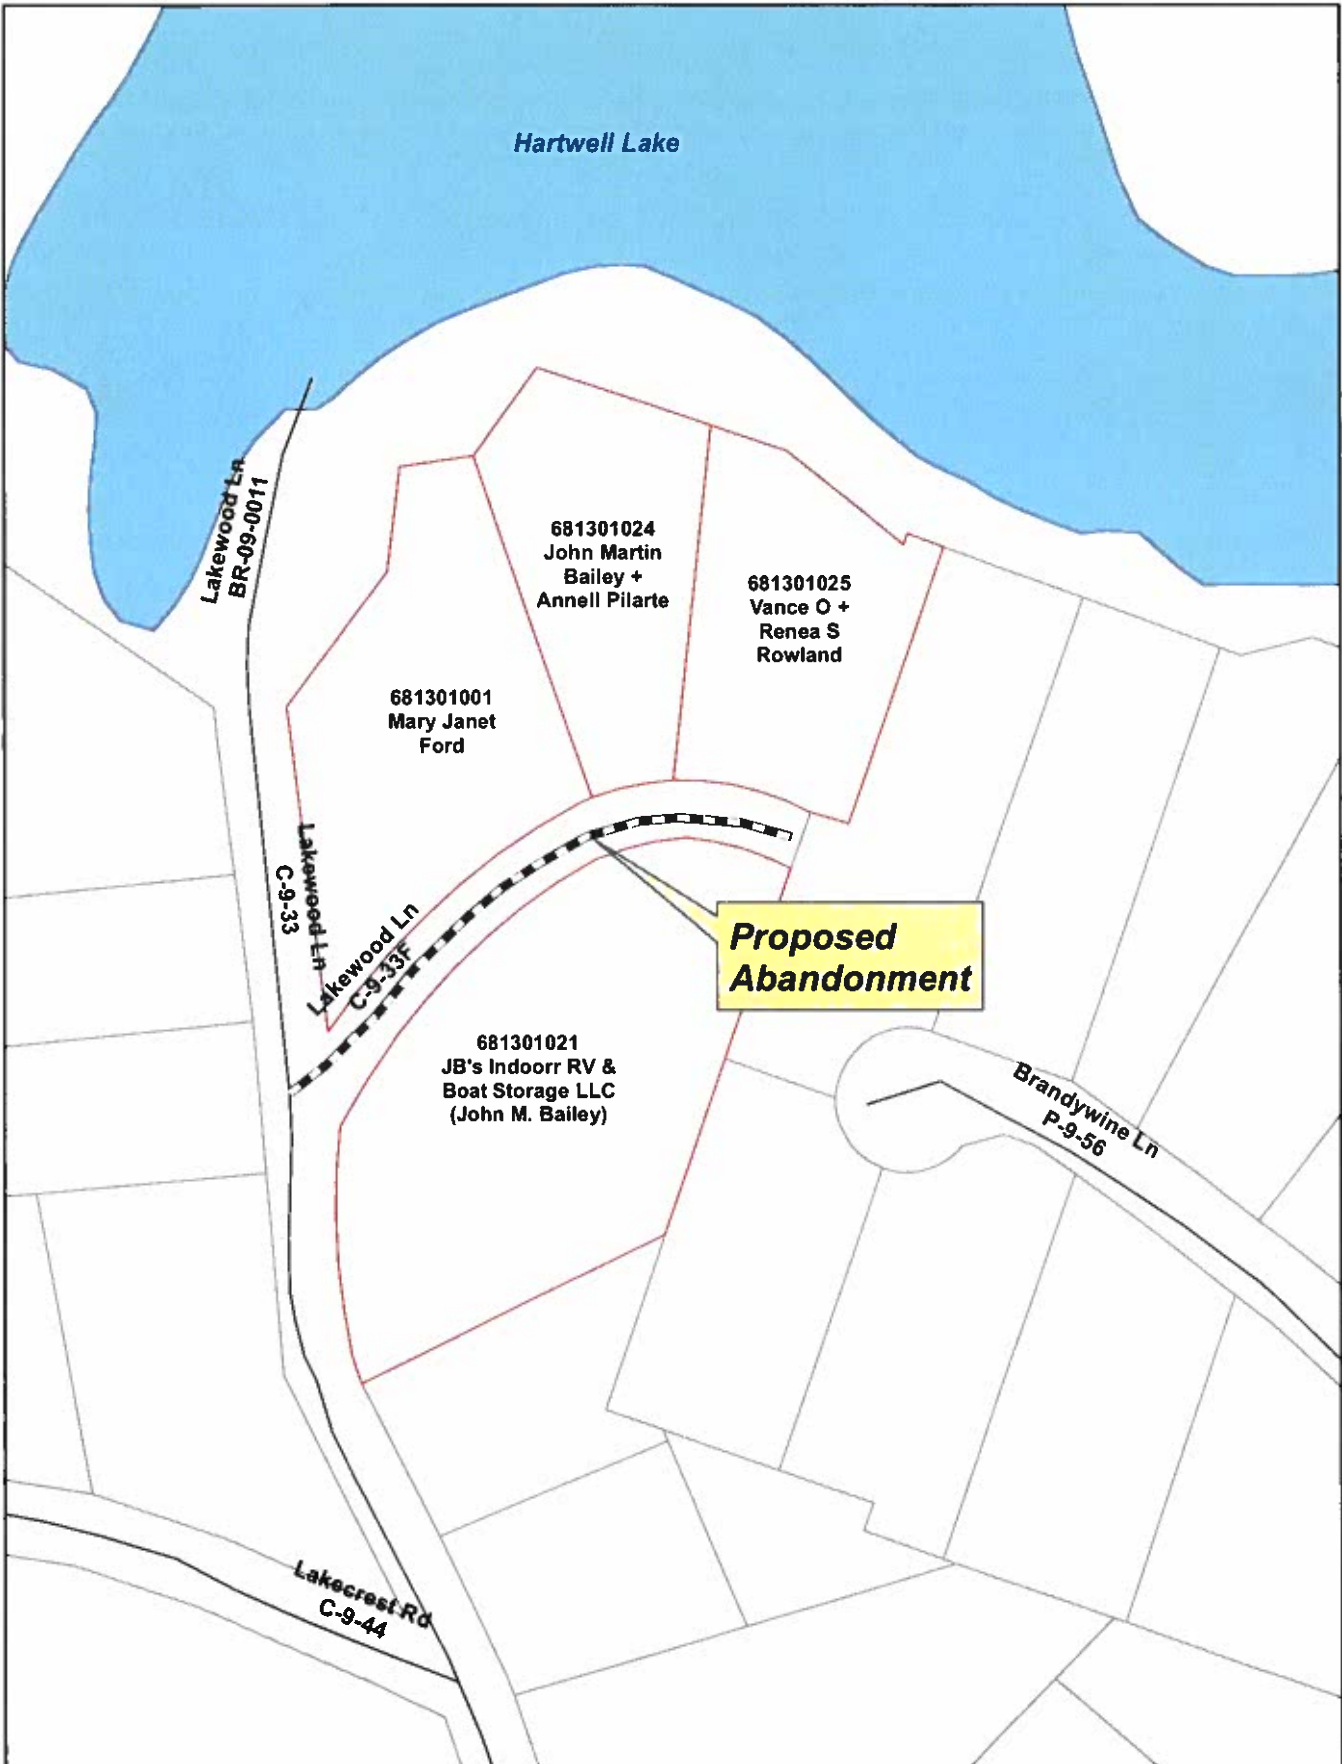 Hartwell Lake
Lakewood Ln
BR-09-0011
681301024
John Martin
Bailey +
Annell Pilarte
681301025
Vance O +
Renea S
Rowland
681301001
Mary Janet
Ford
Lakewood Ln
C-9-33
Lakewood Ln
C-9-33F
Proposed
Abandonment
681301021
JB's Indoorr RV &
Boat Storage LLC
(John M. Bailey)
Brandywine Ln
P-9-56
Lakecrest Rd
C-9-44